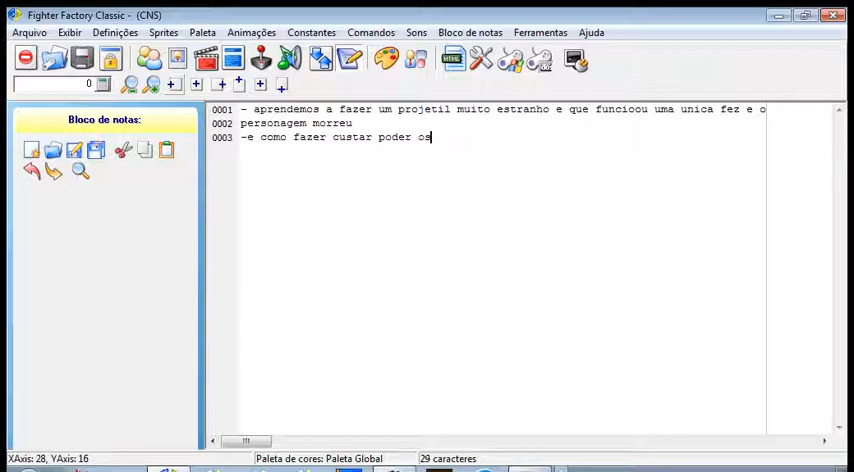 Fighter Factory Classic - (CNS)
Arquivo Exibir Definições Sprites Paleta Animações Constantes Comandos Sons Bloco de notas Ferramentas Ajuda
HTML
0
Bloco de notas:
0001 - aprendemos a fazer um projetil muito estranho e que funcioou uma unica fez e o
0002 personagem morreu
0003 -e como fazer custar poder os
XAxis: 28, YAxis: 16 Paleta de cores: Paleta Global 29 caracteres